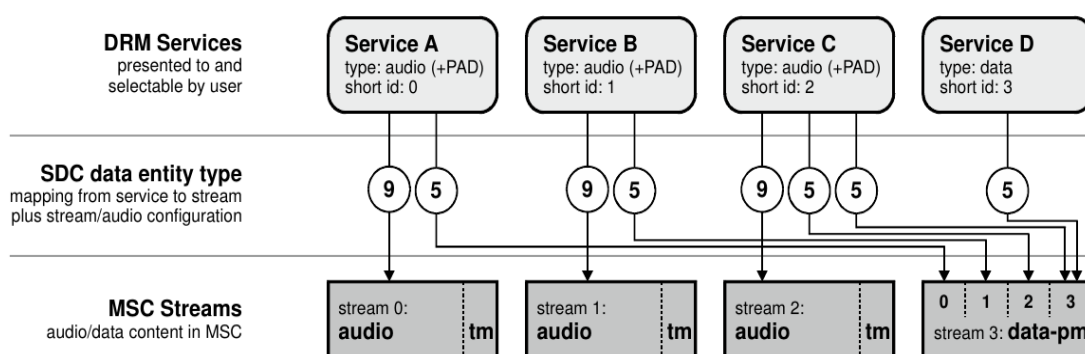 DRM Services
presented to and
selectable by user
Service A
type: audio (+PAD)
short id: 0
Service B
type: audio (+PAD)
short id: 1
Service C
type: audio (+PAD)
short id: 2
Service D
type: data
short id: 3
SDC data entity type
mapping from service to stream
plus stream/audio configuration
9
5
9
5
9
5
5
5
MSC Streams
audio/data content in MSC
stream 0:
audio
tm
stream 1:
audio
tm
stream 2:
audio
tm
0
1
2
3
stream 3: data-pm